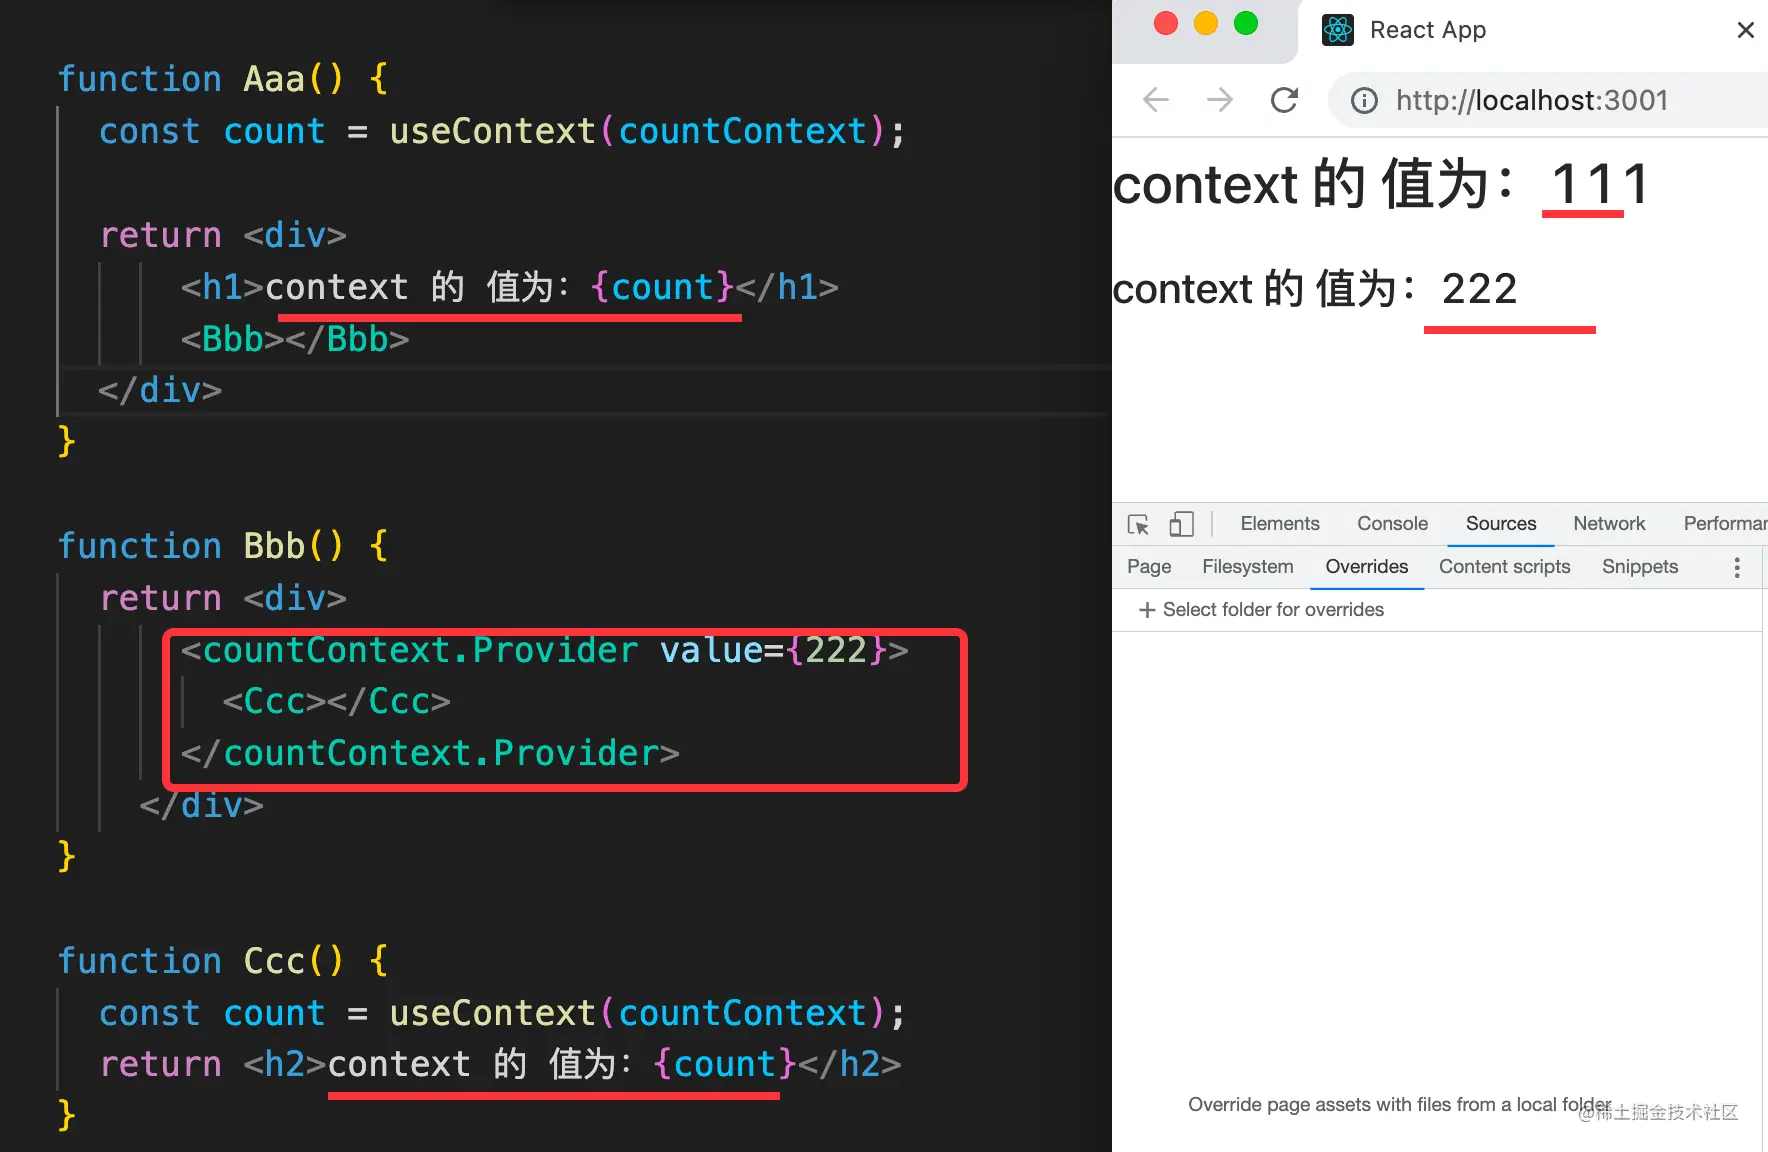 function Aaa() {
const count = useContext(countContext);
return <div>
<h1>context 的 值为：{count}</h1>
<Bbb></Bbb>
</div>
}
function Bbb() {
return <div>
<countContext.Provider value={222}>
<Ccc></Ccc>
</countContext.Provider>
</div>
}
function Ccc() {
const count = useContext(countContext);
return <h2>context 的 值为：{count}</h2>
}
React App
http://localhost:3001
context 的 值为：111
context 的 值为：222
Elements Console Sources Network Performan
Page Filesystem Overrides Content scripts Snippets
+ Select folder for overrides
Override page assets with files from a local folder
@稀土掘金技术社区